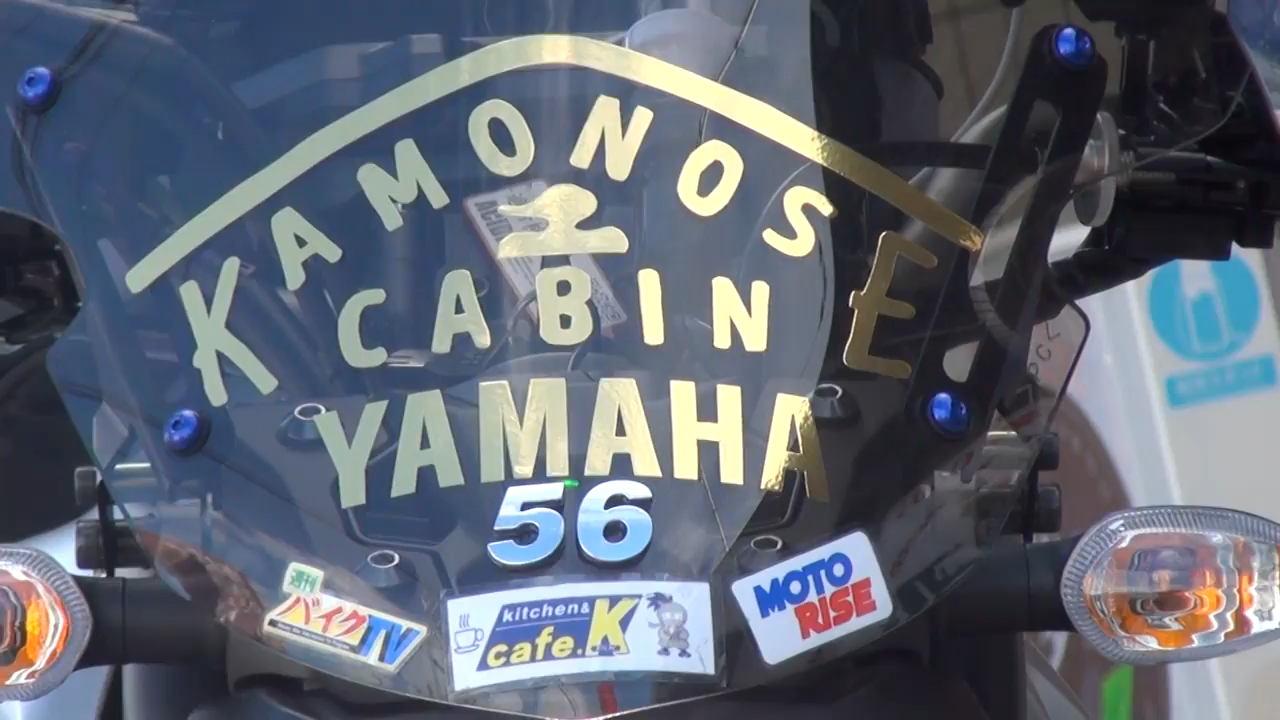 KAMONOSE
CABIN
YAMAHA
56
週刊
バイクTV
kitchen&
cafe.K
MOTO
RISE